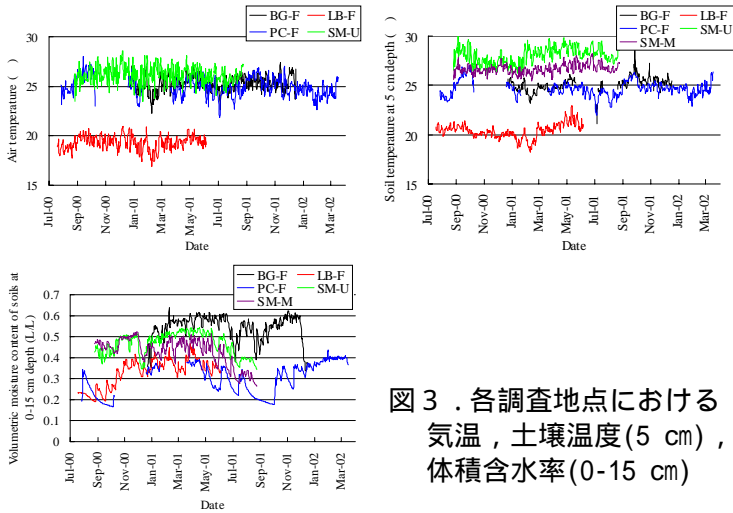 BG-F LB-F
PC-F SM-U
30
25
20
15
Air temperature ( )
Jul-00 Sep-00 Nov-00 Jan-01 Mar-01 May-01 Jul-01 Sep-01 Nov-01 Jan-02 Mar-02
Date
BG-F LB-F
PC-F SM-U
SM-M
30
25
20
15
Soil temperature at 5 cm depth ( )
Jul-00 Sep-00 Nov-00 Jan-01 Mar-01 May-01 Jul-01 Sep-01 Nov-01 Jan-02 Mar-02
Date
BG-F LB-F
PC-F SM-U
SM-M
0.7
0.6
0.5
0.4
0.3
0.2
0.1
0
Volumetric moisture content of soils at
0-15 cm depth (L/L)
Jul-00 Sep-00 Nov-00 Jan-01 Mar-01 May-01 Jul-01 Sep-01 Nov-01 Jan-02 Mar-02
Date
図3.各調査地点における
気温,土壌温度(5 cm),
体積含水率(0-15 cm)